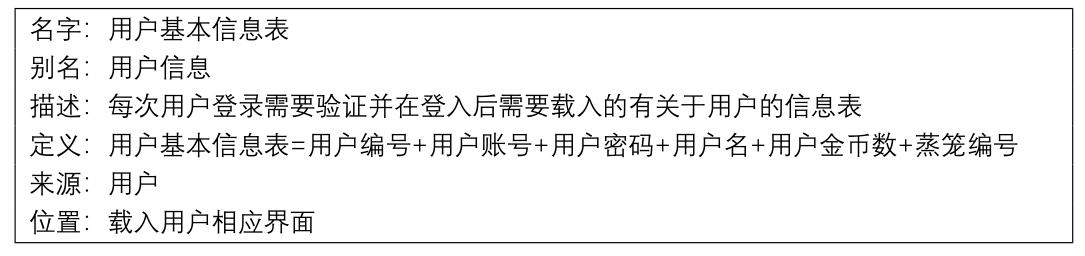 名字：用户基本信息表
别名：用户信息
描述：每次用户登录需要验证并在登入后需要载入的有关于用户的信息表
定义：用户基本信息表=用户编号+用户账号+用户密码+用户名+用户金币数+蒸笼编号
来源：用户
位置：载入用户相应界面